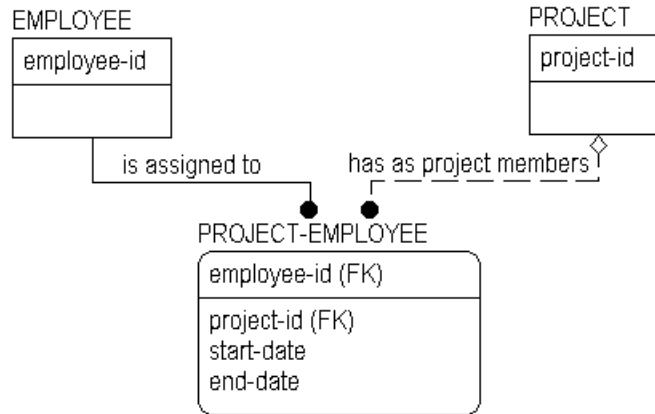 EMPLOYEE
employee-id
PROJECT
project-id
is assigned to
has as project members
PROJECT-EMPLOYEE
employee-id (FK)
project-id (FK)
start-date
end-date